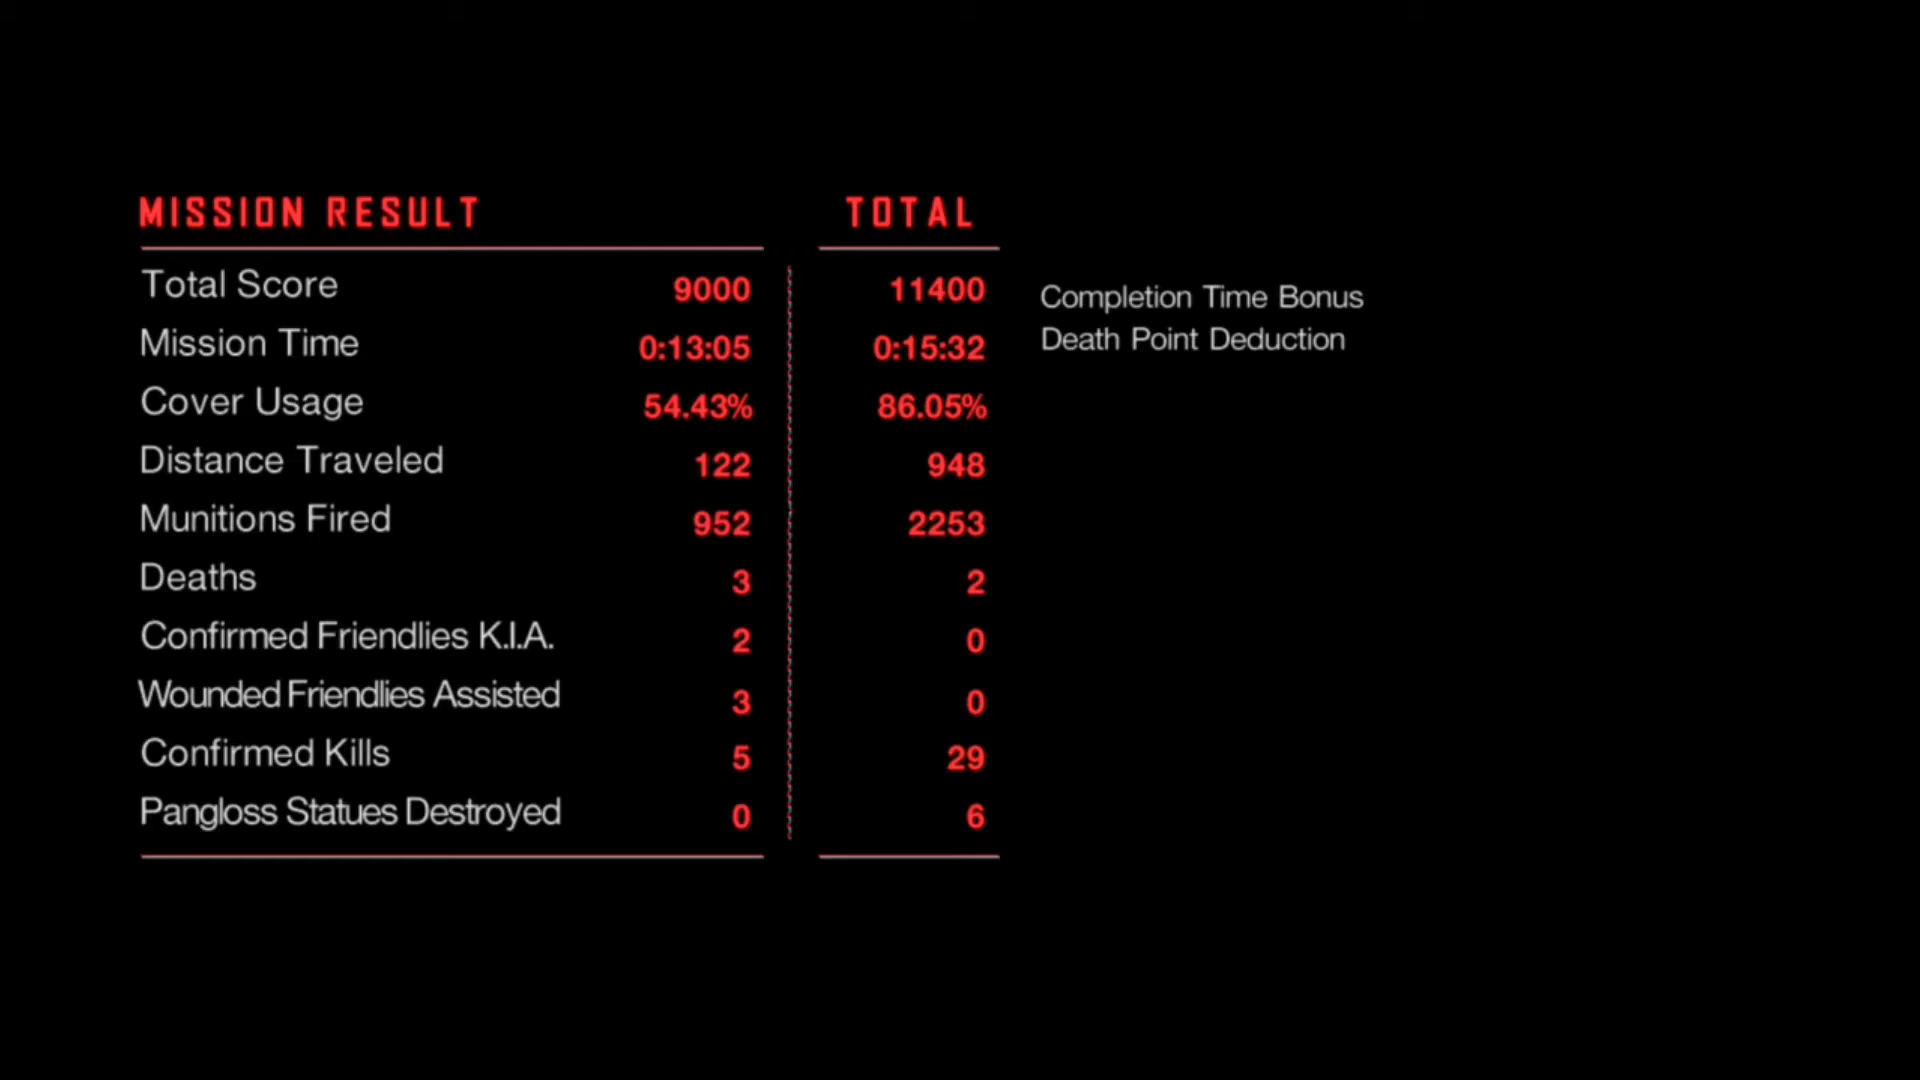 MISSION RESULT TOTAL
Total Score 9000 11400 Completion Time Bonus
Mission Time 0:13:05 0:15:32 Death Point Deduction
Cover Usage 54.43% 86.05%
Distance Traveled 122 948
Munitions Fired 952 2253
Deaths 3 2
Confirmed Friendlies K.I.A. 2 0
Wounded Friendlies Assisted 3 0
Confirmed Kills 5 29
Pangloss Statues Destroyed 0 6